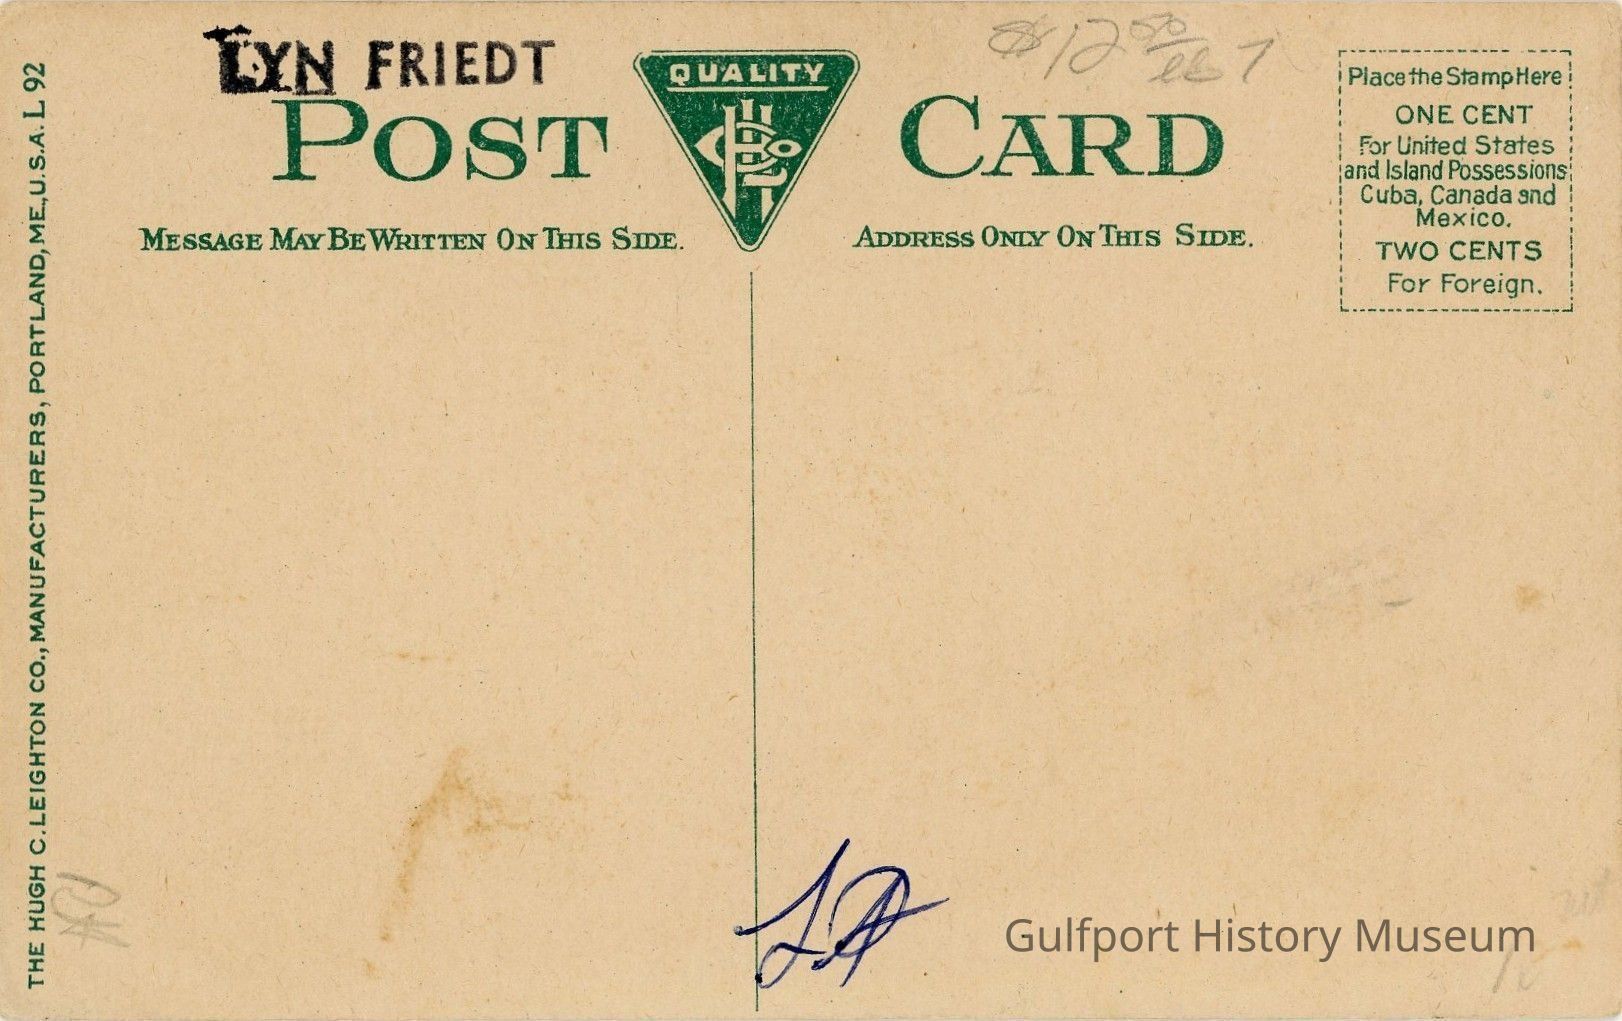 LYN FRIEDT
$12 50
QUALITY
POST CARD
MESSAGE MAY BE WRITTEN ON THIS SIDE.
ADDRESS ONLY ON THIS SIDE.
Place the Stamp Here
ONE CENT
For United States
and Island Possessions
Cuba, Canada and
Mexico.
TWO CENTS
For Foreign.
THE HUGH C. LEIGHTON CO., MANUFACTURERS, PORTLAND, ME., U.S.A. L 92
Gulfport History Museum